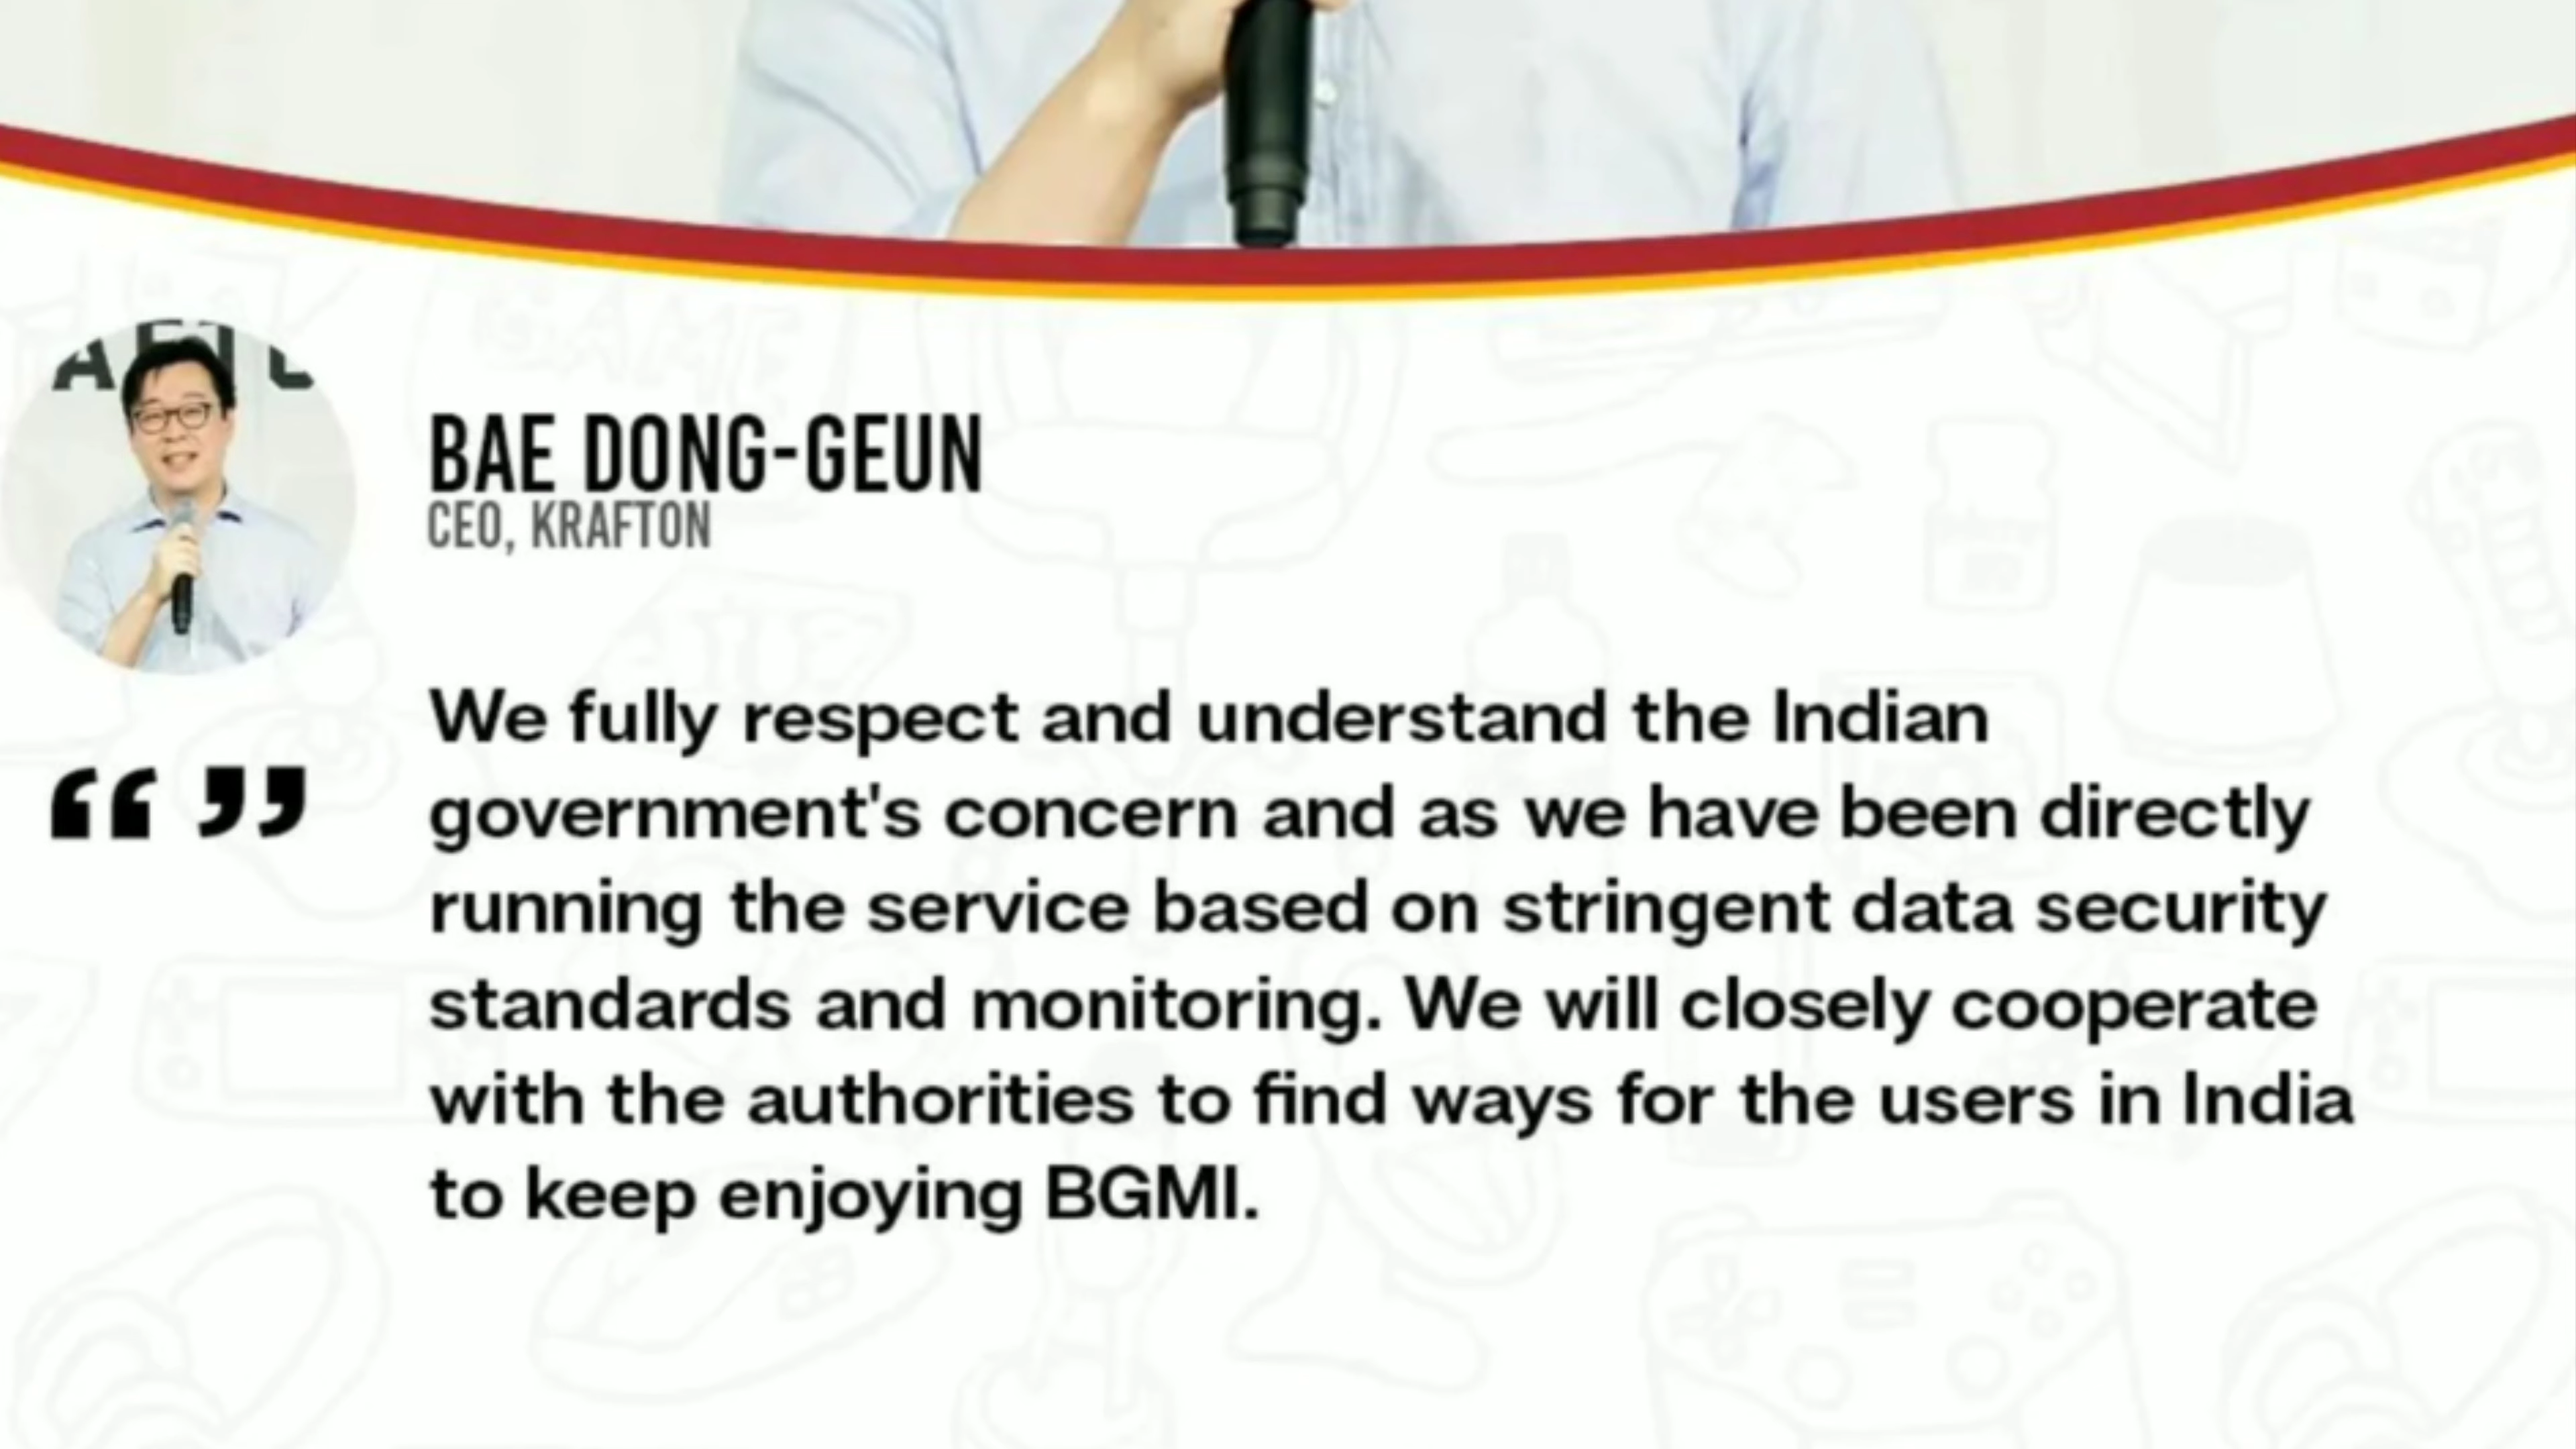 BAE DONG-GEUN
CEO, KRAFTON
We fully respect and understand the Indian
government's concern and as we have been directly
running the service based on stringent data security
standards and monitoring. We will closely cooperate
with the authorities to find ways for the users in India
to keep enjoying BGMI.